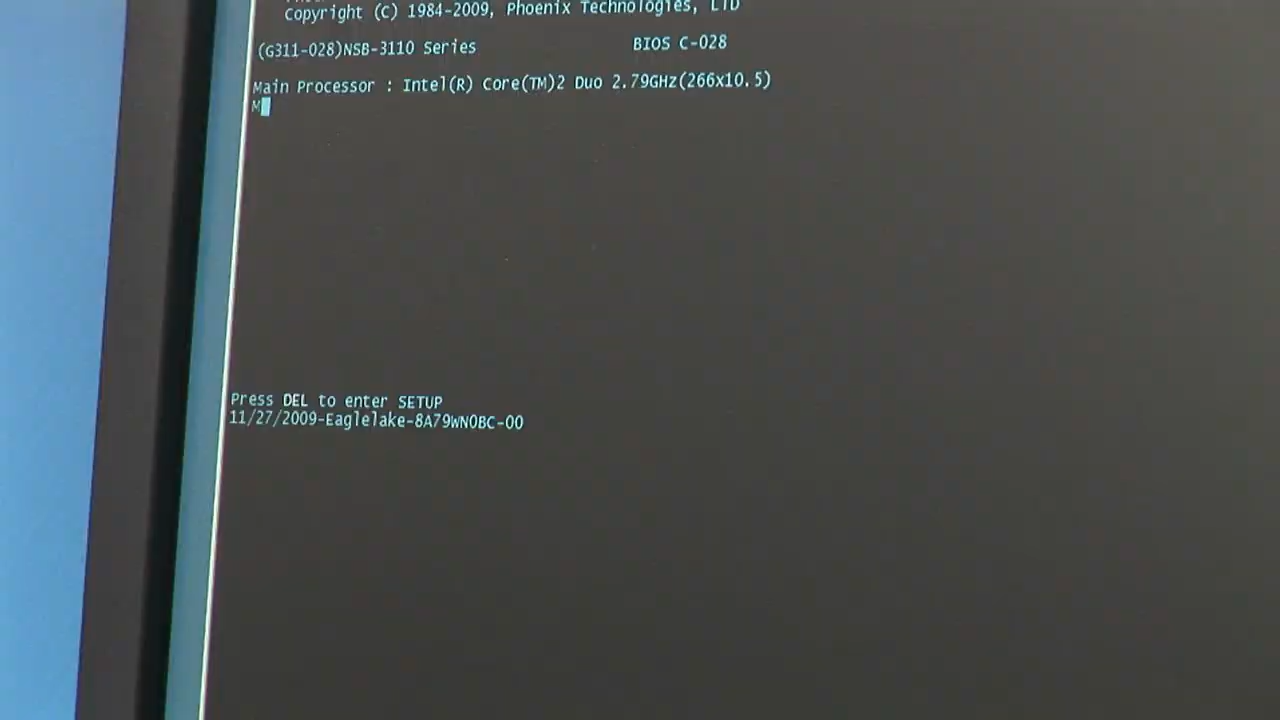 Copyright (C) 1984-2009, Phoenix Technologies, LTD
(G311-028)NSB-3110 Series BIOS C-028
Main Processor : Intel(R) Core(TM)2 Duo 2.79GHz(266x10.5)
M
Press DEL to enter SETUP
11/27/2009-Eaglelake-8A79WNOBC-00